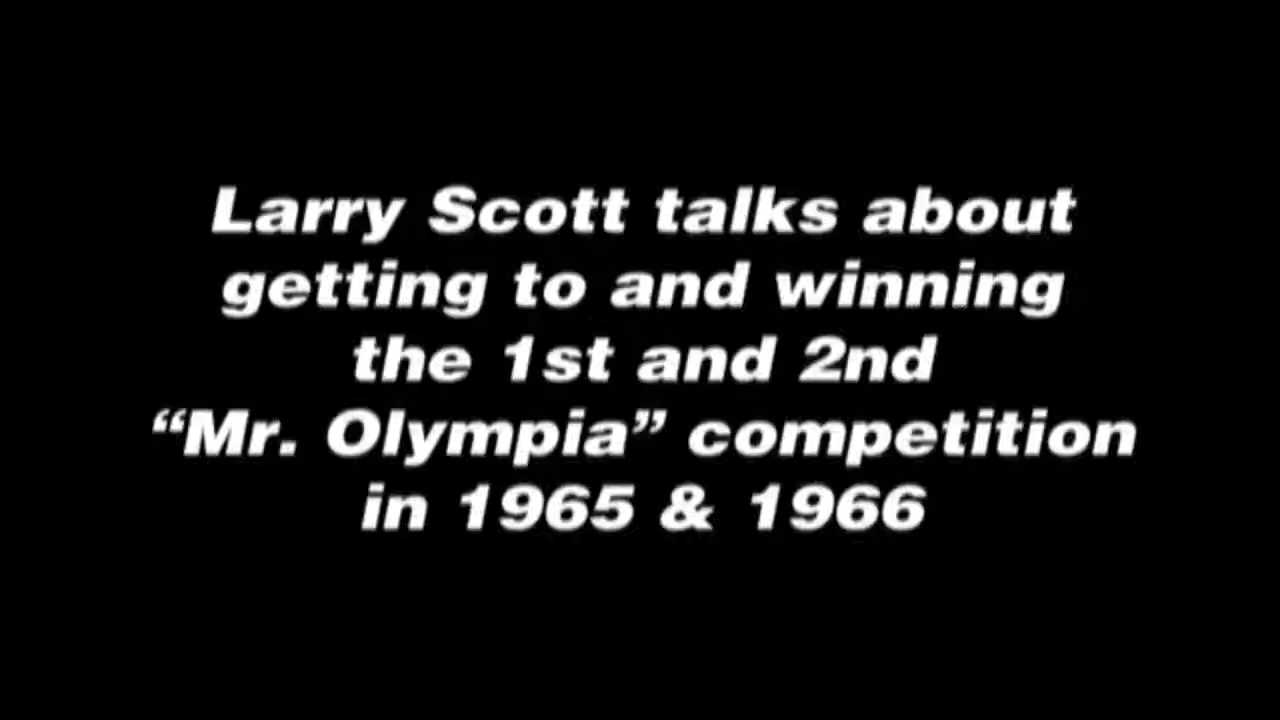 Larry Scott talks about
getting to and winning
the 1st and 2nd
“Mr. Olympia” competition
in 1965 & 1966